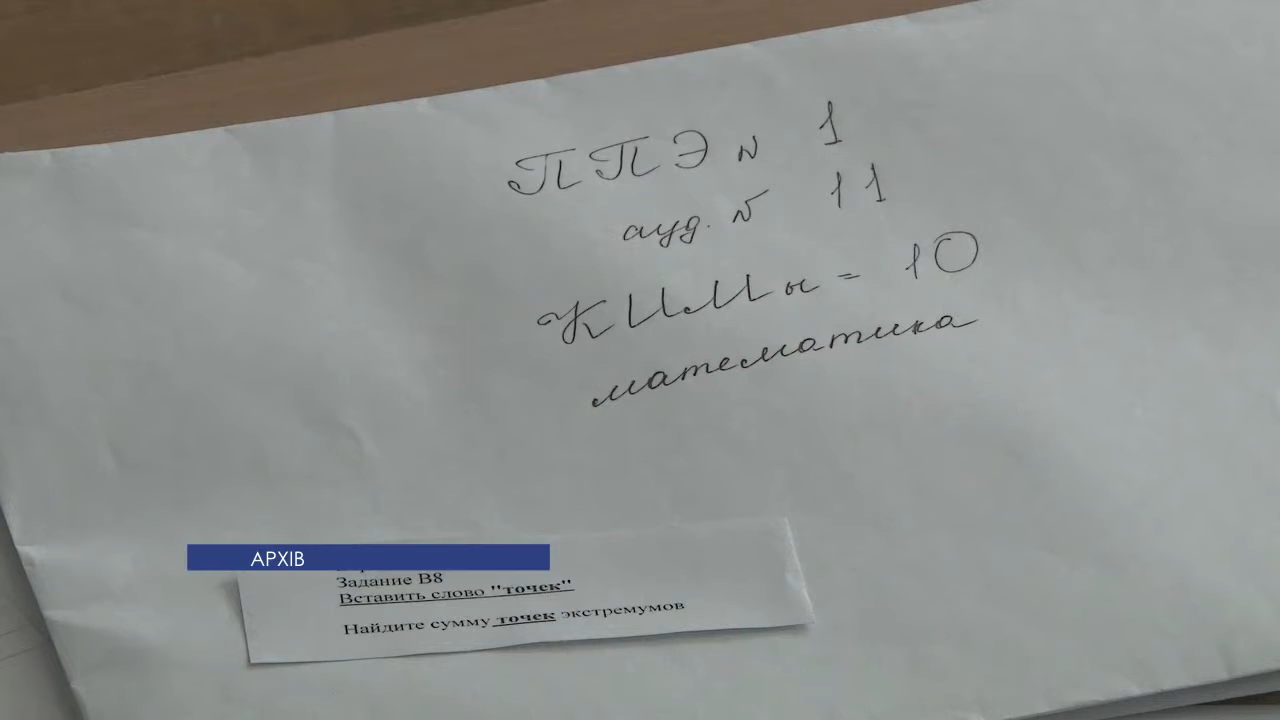 ППЭ № 1
ауд. № 11
КИМы = 10
математика
АРХІВ
Задание В8
Вставить слово "точек"
Найдите сумму точек экстремумов